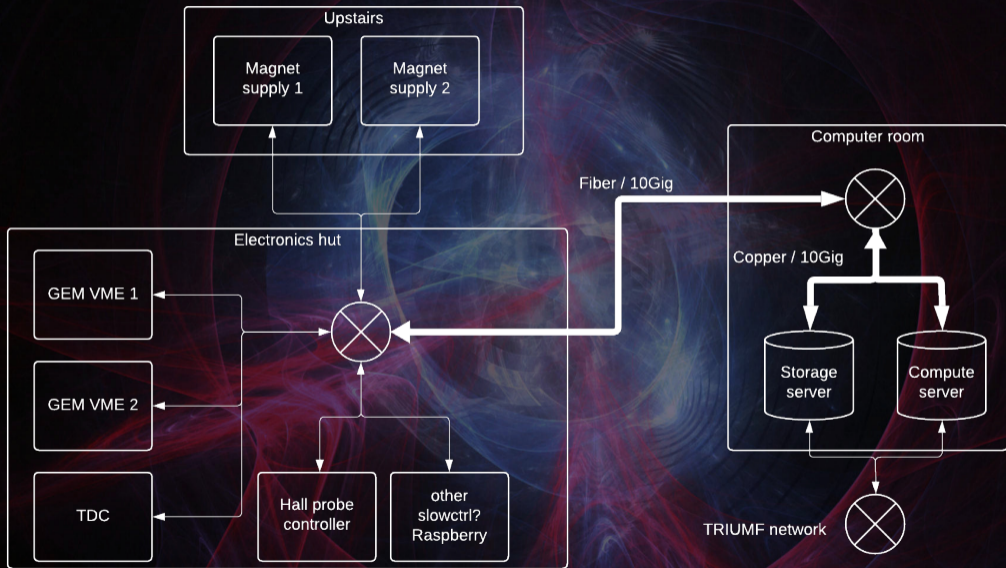 Upstairs
Magnet
supply 1
Magnet
supply 2
Computer room
Fiber / 10Gig
Copper / 10Gig
Electronics hut
GEM VME 1
GEM VME 2
TDC
Hall probe
controller
other
slowctrl?
Raspberry
Storage
server
Compute
server
TRIUMF network